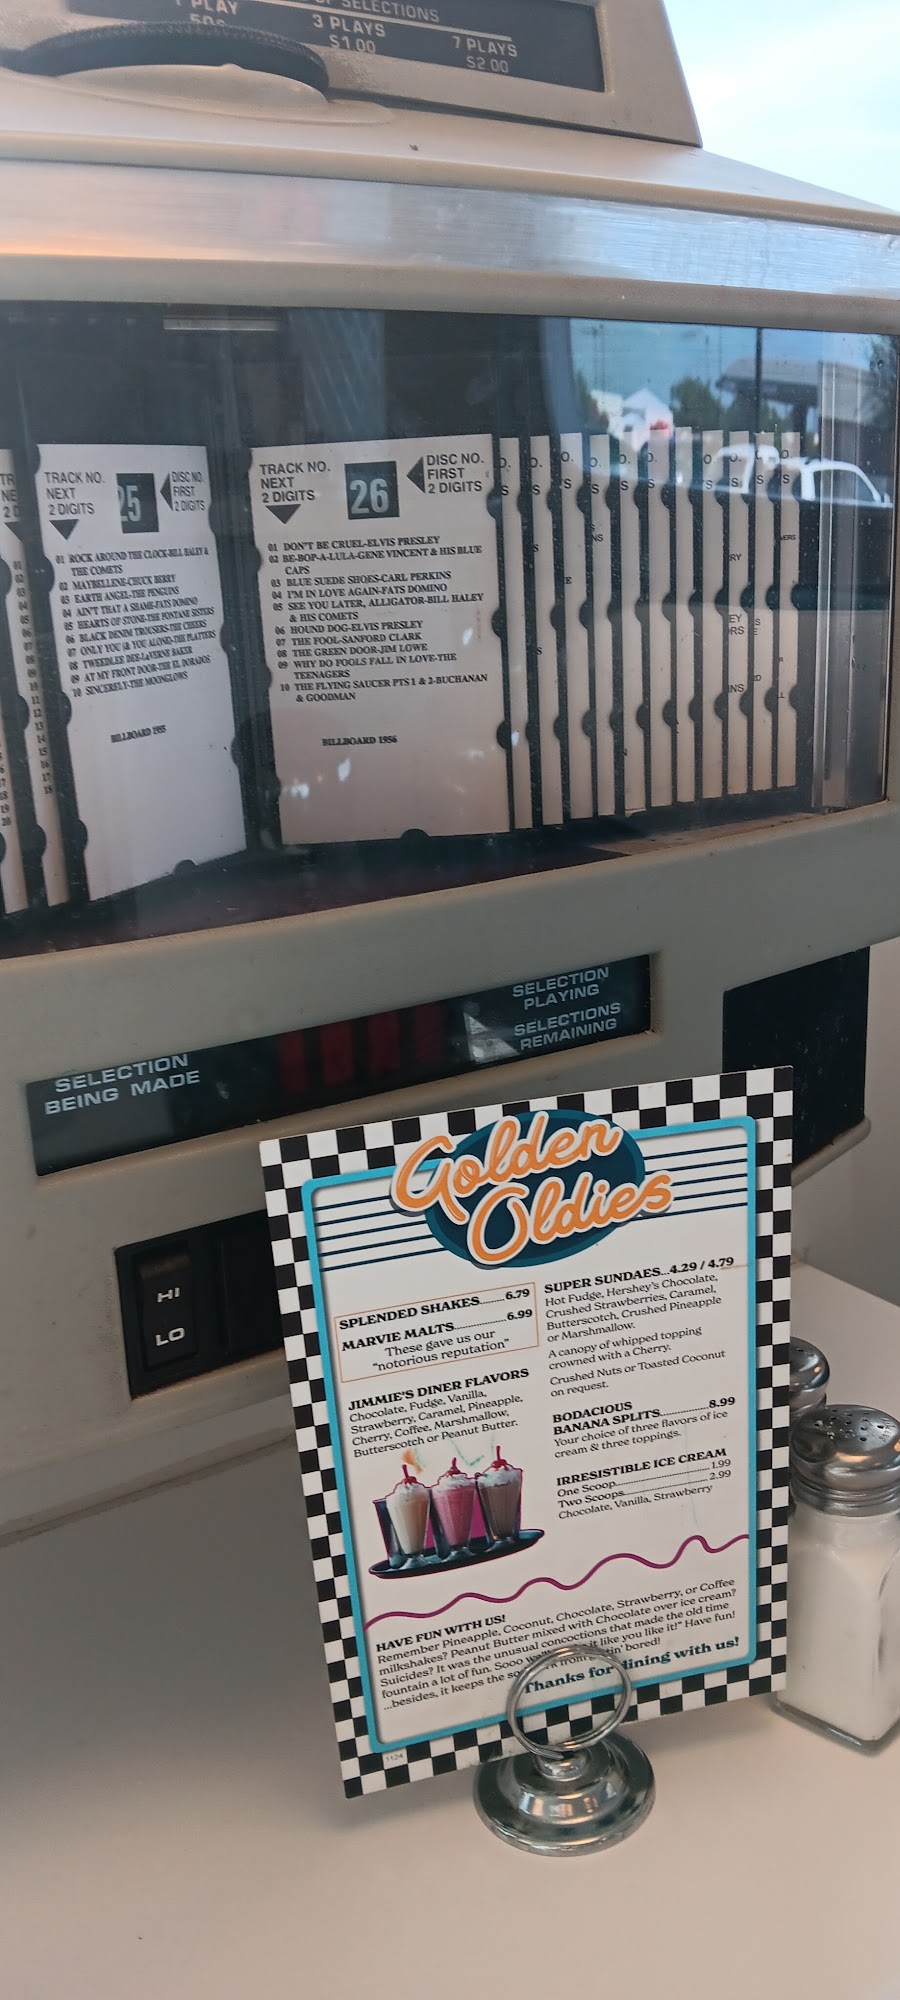 1 PLAY
50¢
OF SELECTIONS
3 PLAYS
$1.00
7 PLAYS
$2.00
TRACK NO.
NEXT
2 DIGITS
25
DISC NO.
FIRST
2 DIGITS
01 ROCK AROUND THE CLOCK-BILL HALEY &
THE COMETS
02 MAYBELLENE-CHUCK BERRY
03 EARTH ANGEL-THE PENGUINS
04 AIN'T THAT A SHAME-FATS DOMINO
05 HEARTS OF STONE-THE FONTANE SISTERS
06 BLACK DENIM TROUSERS-THE CHEERS
07 ONLY YOU (& YOU ALONE)-THE PLATTERS
08 TWEEDLEE DEE-LAVERNE BAKER
09 AT MY FRONT DOOR-THE EL DORADOS
10 SINCERELY-THE MOONGLOWS
BILLBOARD 1955
TRACK NO.
NEXT
2 DIGITS
26
DISC NO.
FIRST
2 DIGITS
01 DON'T BE CRUEL-ELVIS PRESLEY
02 BE-BOP-A-LULA-GENE VINCENT & HIS BLUE
CAPS
03 BLUE SUEDE SHOES-CARL PERKINS
04 I'M IN LOVE AGAIN-FATS DOMINO
05 SEE YOU LATER, ALLIGATOR-BILL HALEY
& HIS COMETS
06 HOUND DOG-ELVIS PRESLEY
07 THE FOOL-SANFORD CLARK
08 THE GREEN DOOR-JIM LOWE
09 WHY DO FOOLS FALL IN LOVE-THE
TEENAGERS
10 THE FLYING SAUCER PTS 1 & 2-BUCHANAN
& GOODMAN
BILLBOARD 1956
SELECTION
BEING MADE
SELECTION
PLAYING
SELECTIONS
REMAINING
HI
LO
Golden
Oldies
SPLENDED SHAKES........6.79
MARVIE MALTS................6.99
These gave us our
"notorious reputation"
JIMMIE'S DINER FLAVORS
Chocolate, Fudge, Vanilla,
Strawberry, Caramel, Pineapple,
Cherry, Coffee, Marshmallow,
Butterscotch or Peanut Butter.
SUPER SUNDAES...4.29 / 4.79
Hot Fudge, Hershey's Chocolate,
Crushed Strawberries, Caramel,
Butterscotch, Crushed Pineapple
or Marshmallow.
A canopy of whipped topping
crowned with a Cherry.
Crushed Nuts or Toasted Coconut
on request.
BODACIOUS
BANANA SPLITS................8.99
Your choice of three flavors of ice
cream & three toppings.
IRRESISTIBLE ICE CREAM
One Scoop................................1.99
Two Scoops............................2.99
Chocolate, Vanilla, Strawberry
HAVE FUN WITH US!
Remember Pineapple, Coconut, Chocolate, Strawberry, or Coffee
milkshakes? Peanut Butter mixed with Chocolate over ice cream?
Suicides? It was the unusual concoctions that made the old time
fountain a lot of fun. Sooo it like you like it!" Have fun!
...besides, it keeps the from bored!
Thanks for dining with us!
1124